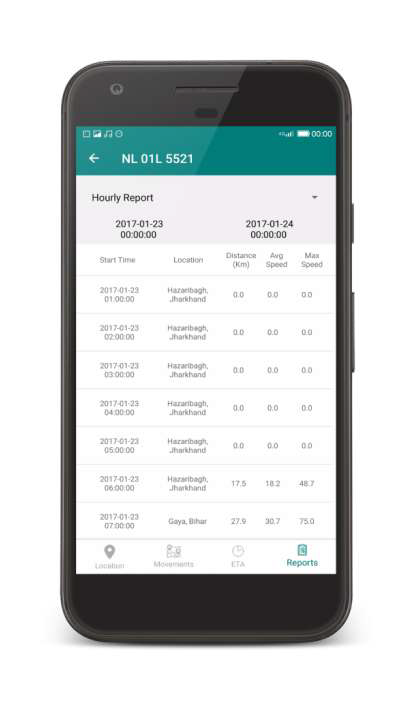 4G 00:00
NL 01L 5521
Hourly Report
2017-01-23 2017-01-24
00:00:00 00:00:00
Start Time Location Distance (Km) Avg Speed Max Speed
2017-01-23 01:00:00 Hazaribagh, Jharkhand 0.0 0.0 0.0
2017-01-23 02:00:00 Hazaribagh, Jharkhand 0.0 0.0 0.0
2017-01-23 03:00:00 Hazaribagh, Jharkhand 0.0 0.0 0.0
2017-01-23 04:00:00 Hazaribagh, Jharkhand 0.0 0.0 0.0
2017-01-23 05:00:00 Hazaribagh, Jharkhand 0.0 0.0 0.0
2017-01-23 06:00:00 Hazaribagh, Jharkhand 17.5 18.2 48.7
2017-01-23 07:00:00 Gaya, Bihar 27.9 30.7 75.0
Location Movements ETA Reports